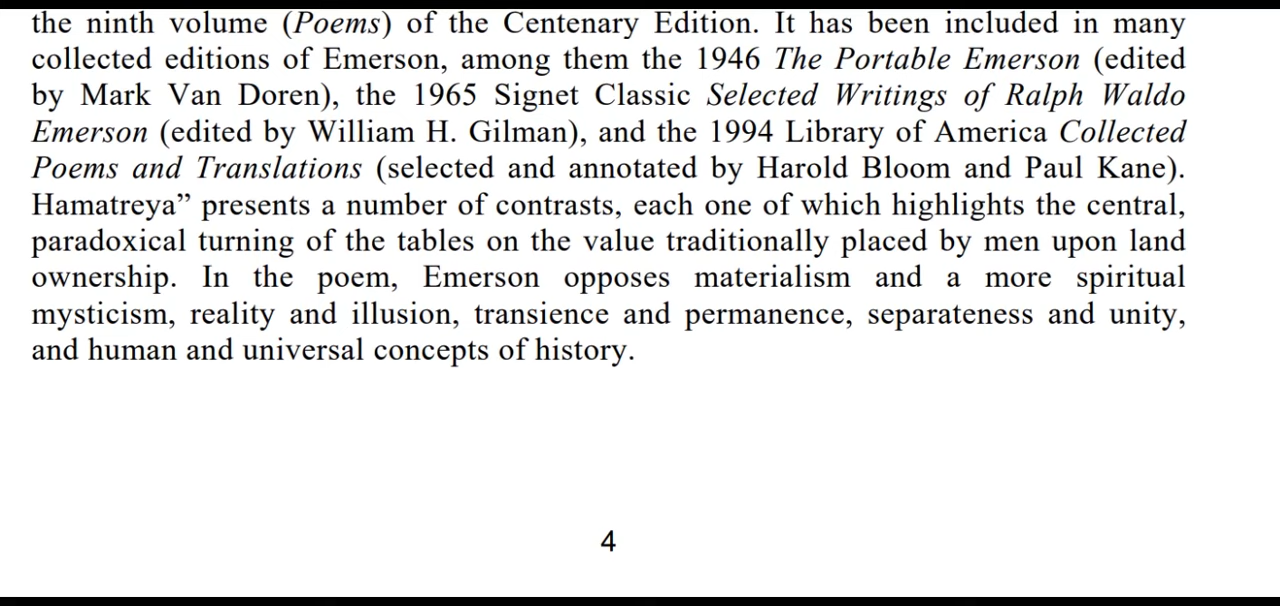 the ninth volume (Poems) of the Centenary Edition. It has been included in many
collected editions of Emerson, among them the 1946 The Portable Emerson (edited
by Mark Van Doren), the 1965 Signet Classic Selected Writings of Ralph Waldo
Emerson (edited by William H. Gilman), and the 1994 Library of America Collected
Poems and Translations (selected and annotated by Harold Bloom and Paul Kane).
Hamatreya” presents a number of contrasts, each one of which highlights the central,
paradoxical turning of the tables on the value traditionally placed by men upon land
ownership. In the poem, Emerson opposes materialism and a more spiritual
mysticism, reality and illusion, transience and permanence, separateness and unity,
and human and universal concepts of history.
4